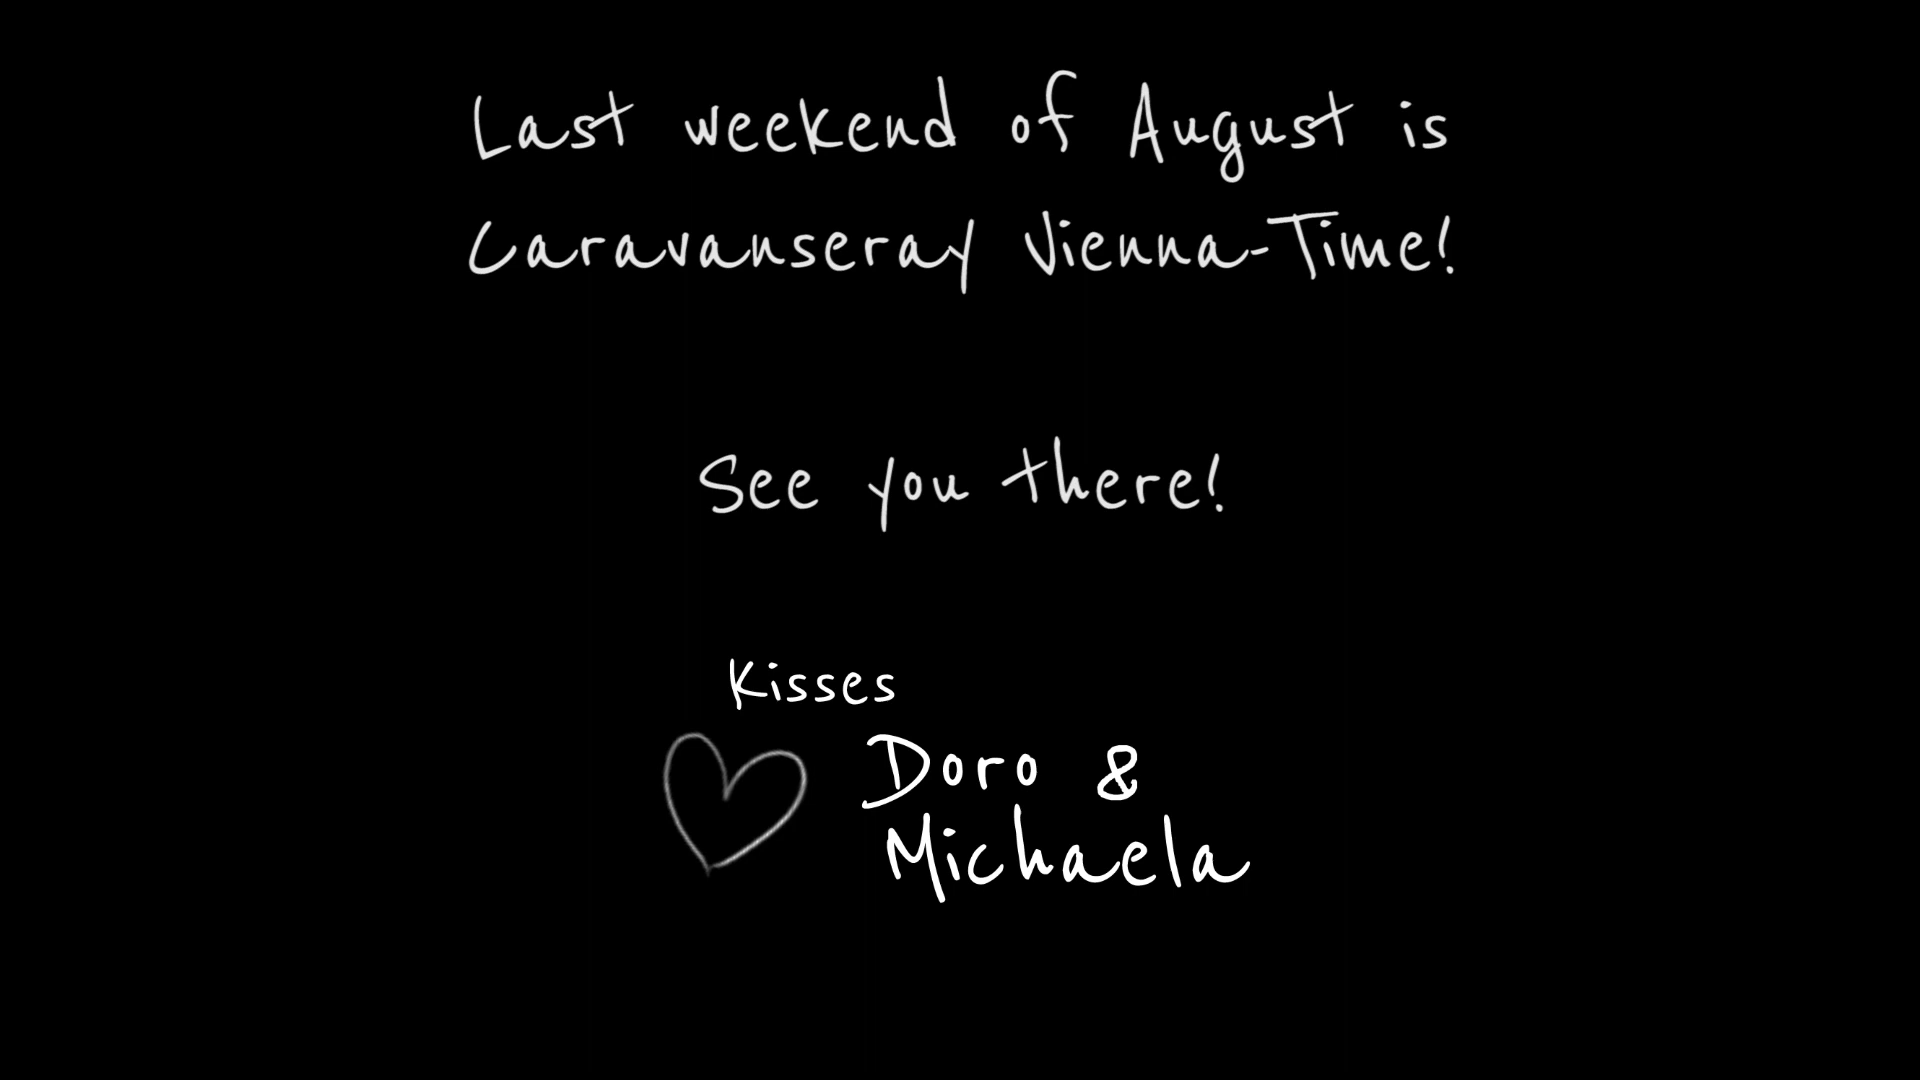 Last weekend of August is
Caravanseray Vienna-Time!
See you there!
Kisses
Doro &
Michaela